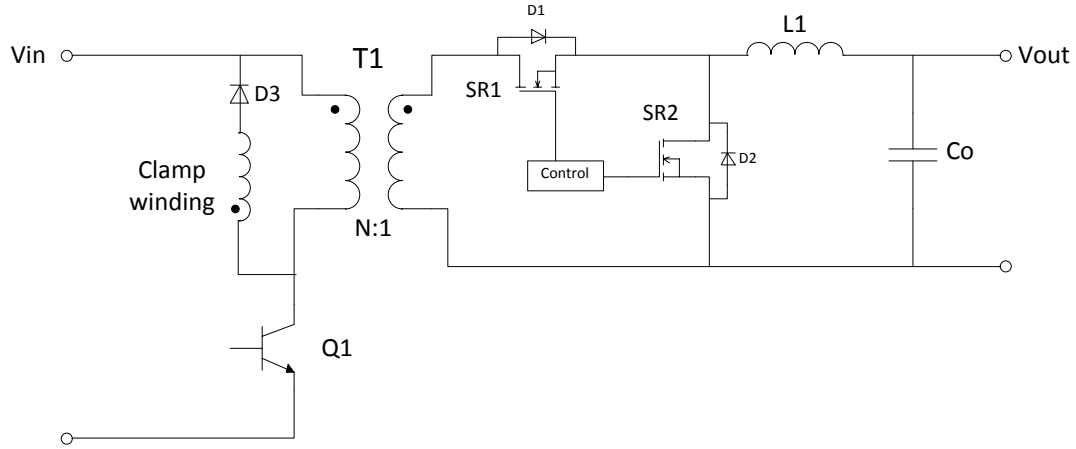 D1
L1
Vin
T1
Vout
D3
SR1
SR2
Clamp
winding
Control
D2
Co
N:1
Q1